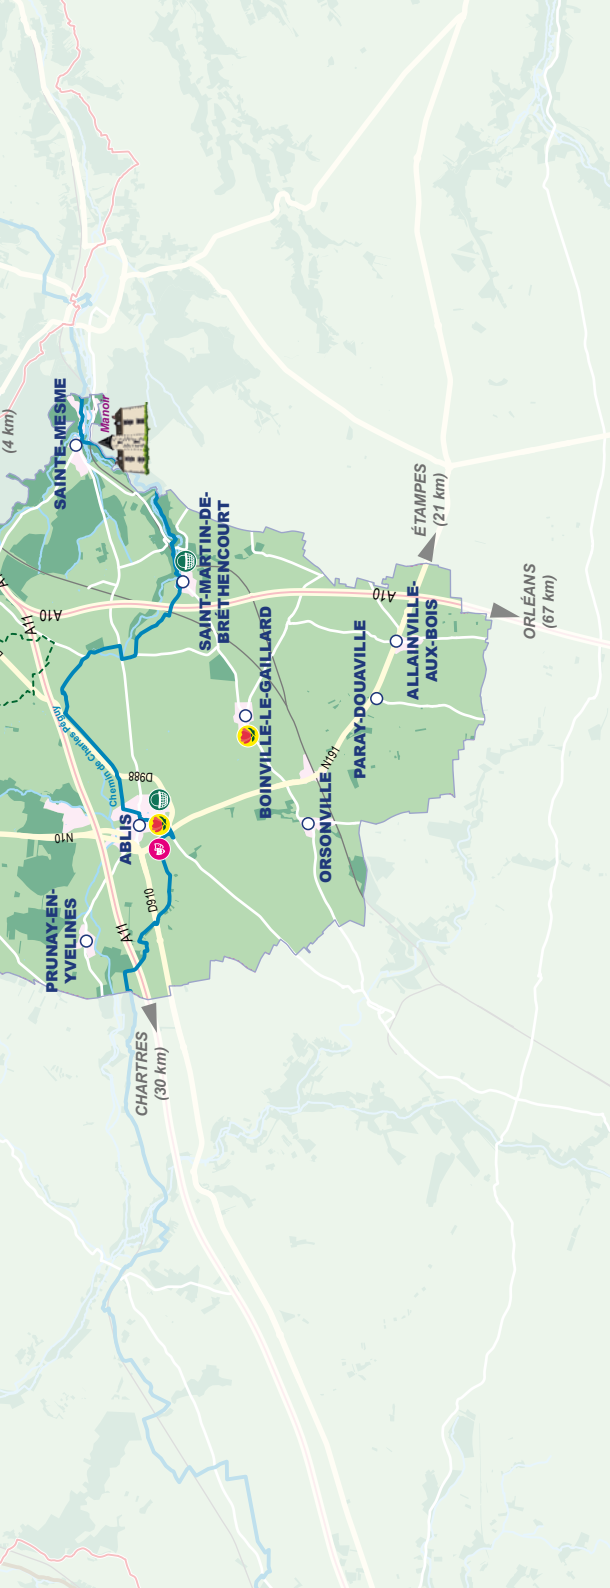 (4 km)
SAINTE-MESME
Manoir
A10
A11
Chemin de Charles Péguy
N10
PRUNAY-EN-
YVELINES
ABLIS
D988
D910
A11
CHARTRES
(30 km)
SAINT-MARTIN-DE-
BRÉTHENCOURT
BOINVILLE-LE-GAILLARD
ORSONVILLE
N191
PARAY-DOUAVILLE
A10
ALLAINVILLE-
AUX-BOIS
ÉTAMPES
(21 km)
ORLÉANS
(67 km)